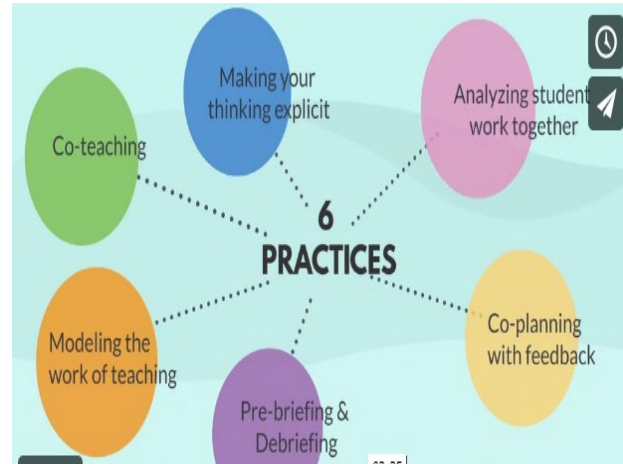 Making your
thinking explicit
Analyzing student
work together
Co-teaching
6
PRACTICES
Co-planning
with feedback
Modeling the
work of teaching
Pre-briefing &
Debriefing